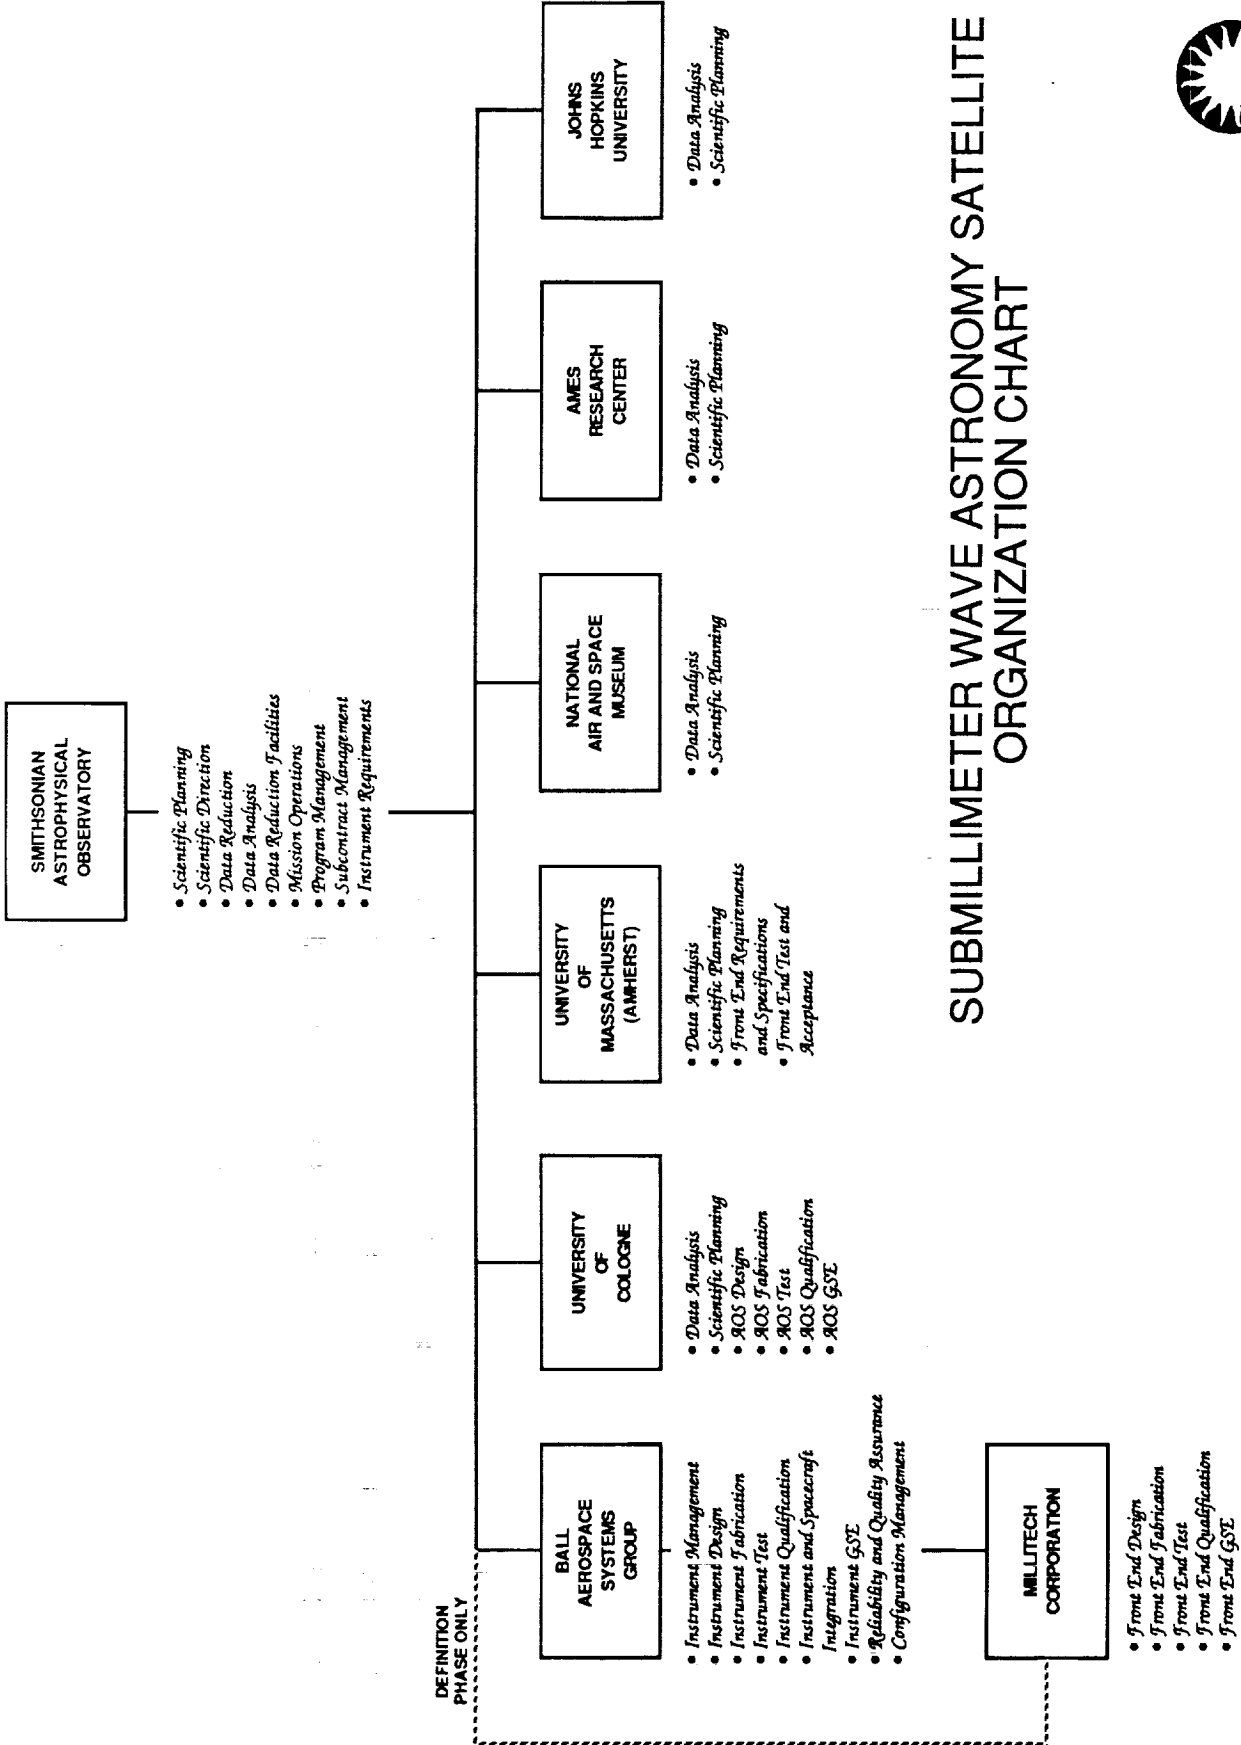 SMITHSONIAN
ASTROPHYSICAL
OBSERVATORY
• Scientific Planning
• Scientific Direction
• Data Reduction
• Data Analysis
• Data Reduction Facilities
• Mission Operations
• Program Management
• Subcontract Management
• Instrument Requirements
DEFINITION
PHASE ONLY
BALL
AEROSPACE
SYSTEMS
GROUP
• Instrument Management
• Instrument Design
• Instrument Fabrication
• Instrument Test
• Instrument Qualification
• Instrument and Spacecraft
Integration
• Instrument GSE
• Reliability and Quality Assurance
• Configuration Management
MILLITECH
CORPORATION
• Front End Design
• Front End Fabrication
• Front End Test
• Front End Qualification
• Front End GSE
UNIVERSITY
OF
COLOGNE
• Data Analysis
• Scientific Planning
• AOS Design
• AOS Fabrication
• AOS Test
• AOS Qualification
• AOS GSE
UNIVERSITY
OF
MASSACHUSETTS
(AMHERST)
• Data Analysis
• Scientific Planning
• Front End Requirements
and Specifications
• Front End Test and
Acceptance
NATIONAL
AIR AND SPACE
MUSEUM
• Data Analysis
• Scientific Planning
AMES
RESEARCH
CENTER
• Data Analysis
• Scientific Planning
JOHNS
HOPKINS
UNIVERSITY
• Data Analysis
• Scientific Planning
SUBMILLIMETER WAVE ASTRONOMY SATELLITE
ORGANIZATION CHART